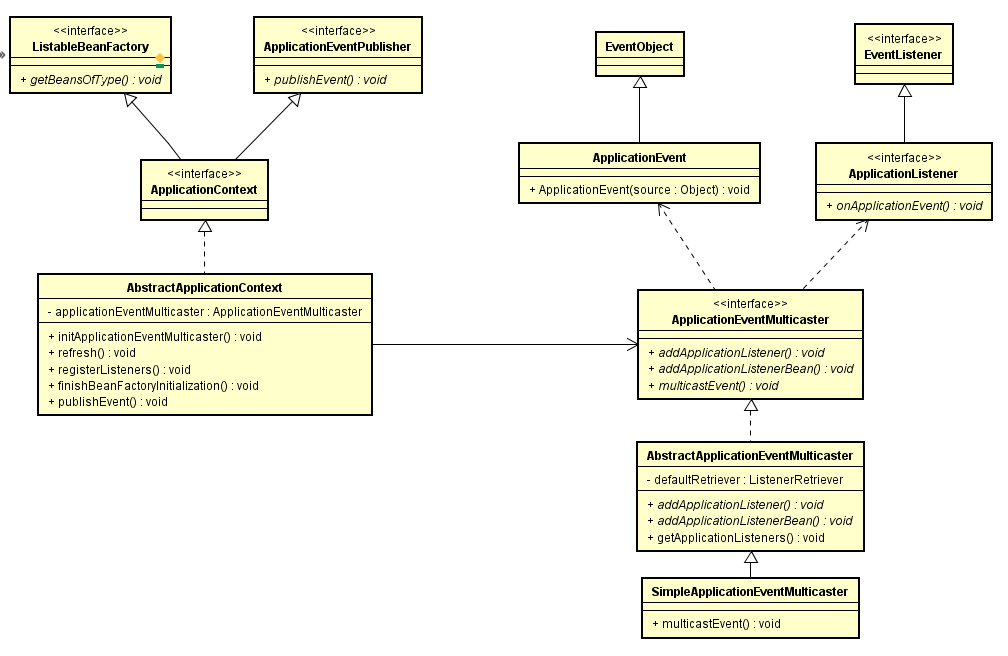 <<interface>>
ListableBeanFactory
+ getBeansOfType() : void
<<interface>>
ApplicationEventPublisher
+ publishEvent() : void
EventObject
<<interface>>
EventListener
<<interface>>
ApplicationContext
ApplicationEvent
+ ApplicationEvent(source : Object) : void
<<interface>>
ApplicationListener
+ onApplicationEvent() : void
AbstractApplicationContext
- applicationEventMulticaster : ApplicationEventMulticaster
+ initApplicationEventMulticaster() : void
+ refresh() : void
+ registerListeners() : void
+ finishBeanFactoryInitialization() : void
+ publishEvent() : void
<<interface>>
ApplicationEventMulticaster
+ addApplicationListener() : void
+ addApplicationListenerBean() : void
+ multicastEvent() : void
AbstractApplicationEventMulticaster
- defaultRetriever : ListenerRetriever
+ addApplicationListener() : void
+ addApplicationListenerBean() : void
+ getApplicationListeners() : void
SimpleApplicationEventMulticaster
+ multicastEvent() : void